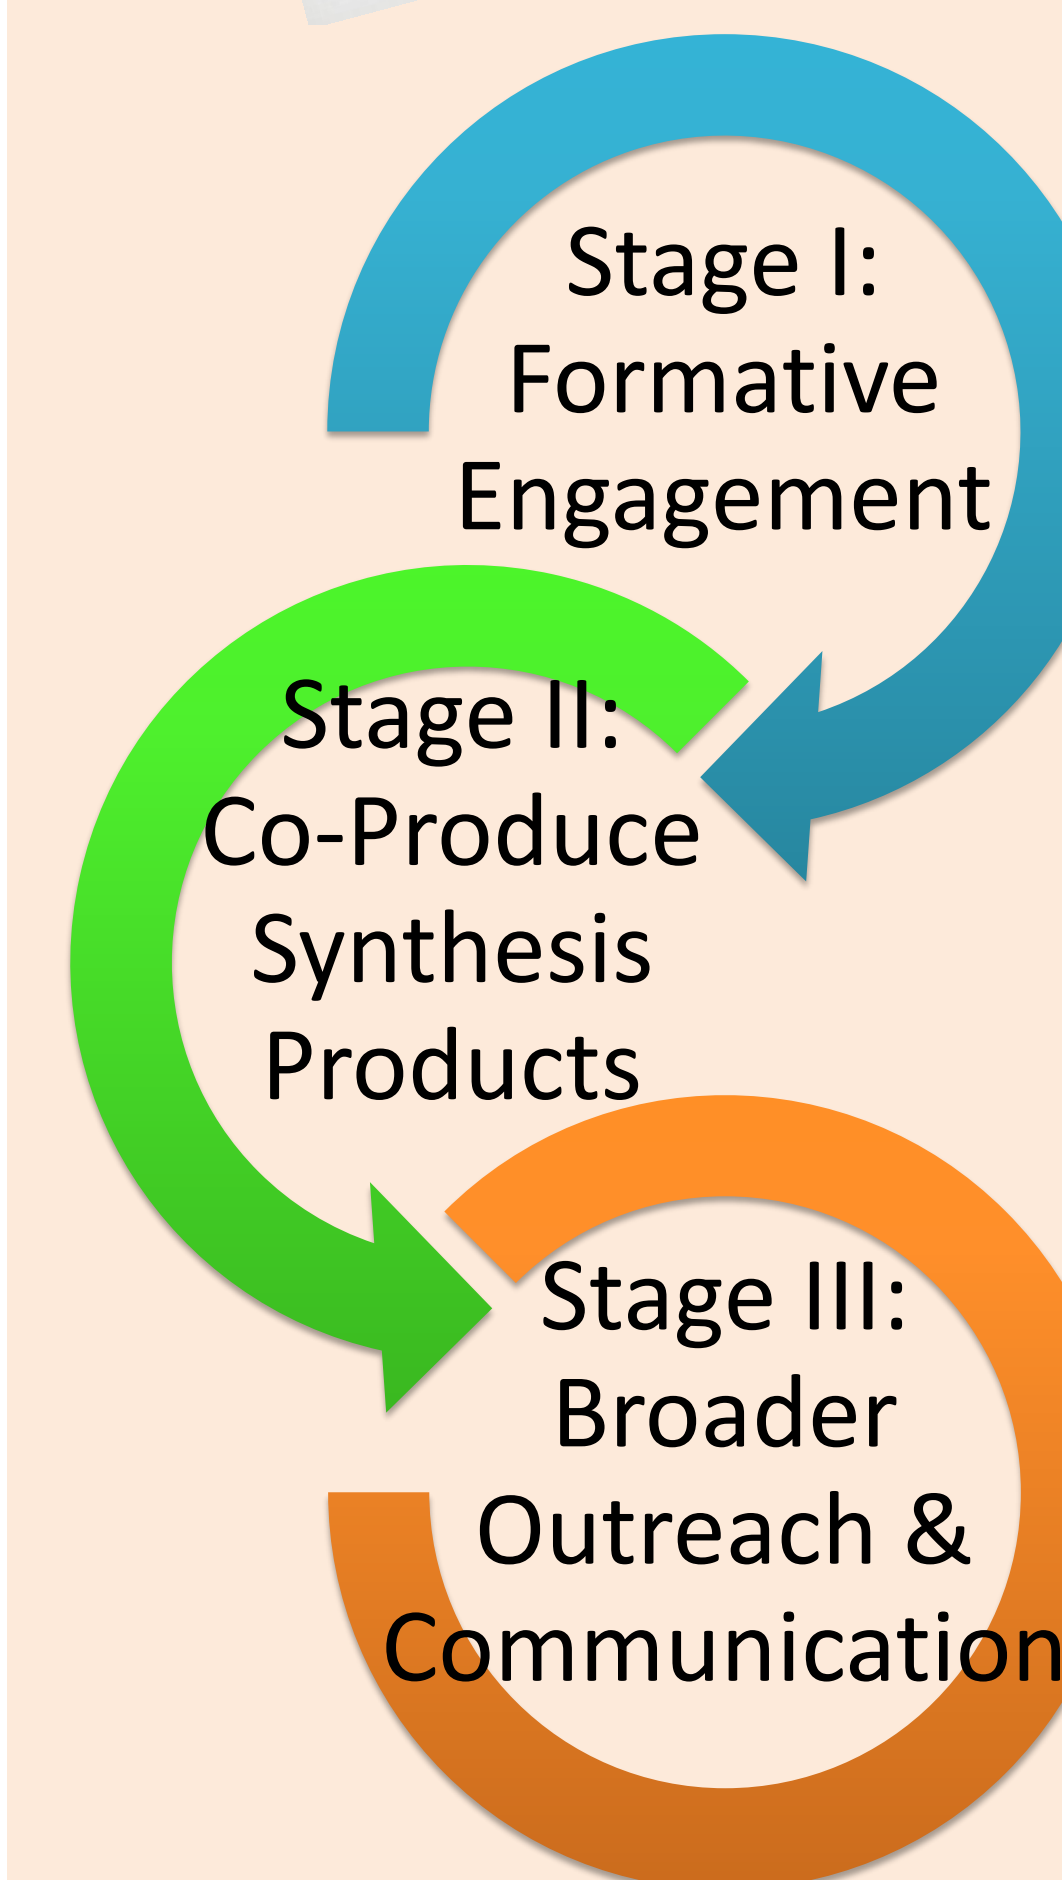 Stage I:
Formative
Engagement
Stage II:
Co-Produce
Synthesis
Products
Stage III:
Broader
Outreach &
Communication